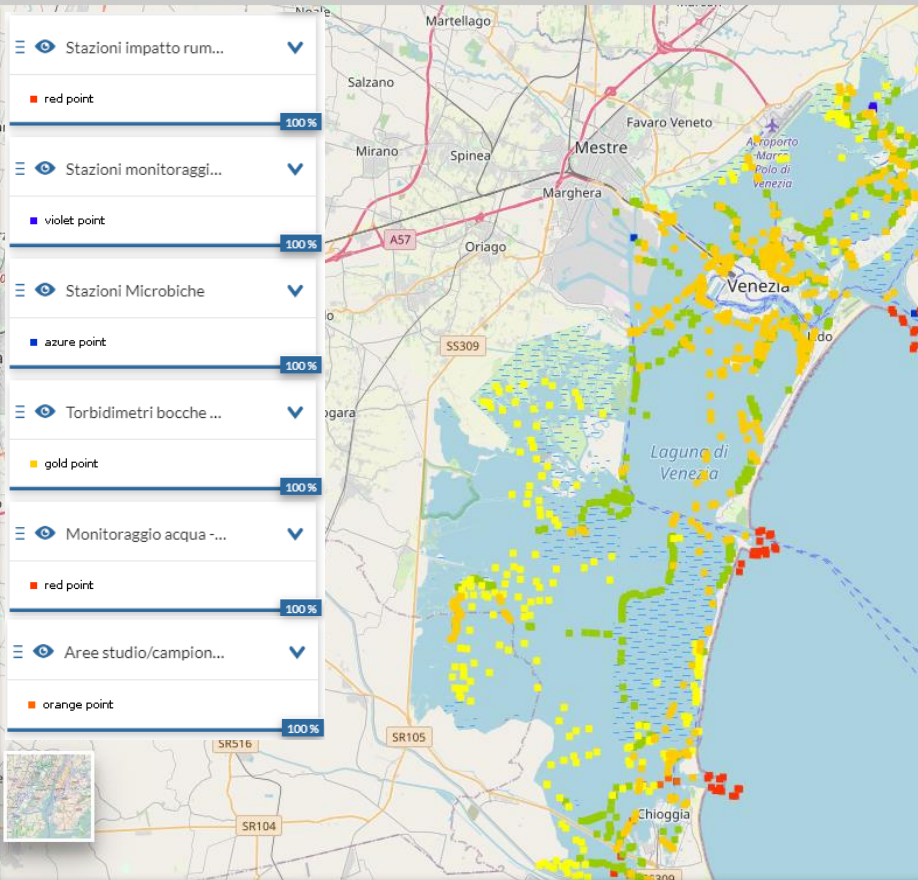 Stazioni impatto rum...
red point
100 %
Stazioni monitoraggi...
violet point
100 %
Stazioni Microbiche
azure point
100 %
Torbidimetri bocche ...
gold point
100 %
Monitoraggio acqua -...
red point
100 %
Aree studio/campion...
orange point
100 %
Martellago
Salzano
Favaro Veneto
Mirano
Spinea
Mestre
Aeroporto
Marco
Polo di
Venezia
Marghera
A57
Oriago
Venezia
SS309
Laguna di
Venezia
SR516
SR105
SR104
Chioggia